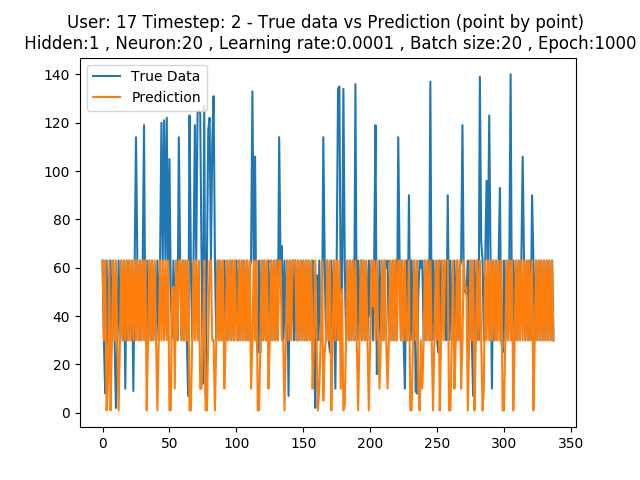 User: 17 Timestep: 2 - True data vs Prediction (point by point)
Hidden:1 , Neuron:20 , Learning rate:0.0001 , Batch size:20 , Epoch:1000
True Data
Prediction
140
120
100
80
60
40
20
0
0 50 100 150 200 250 300 350